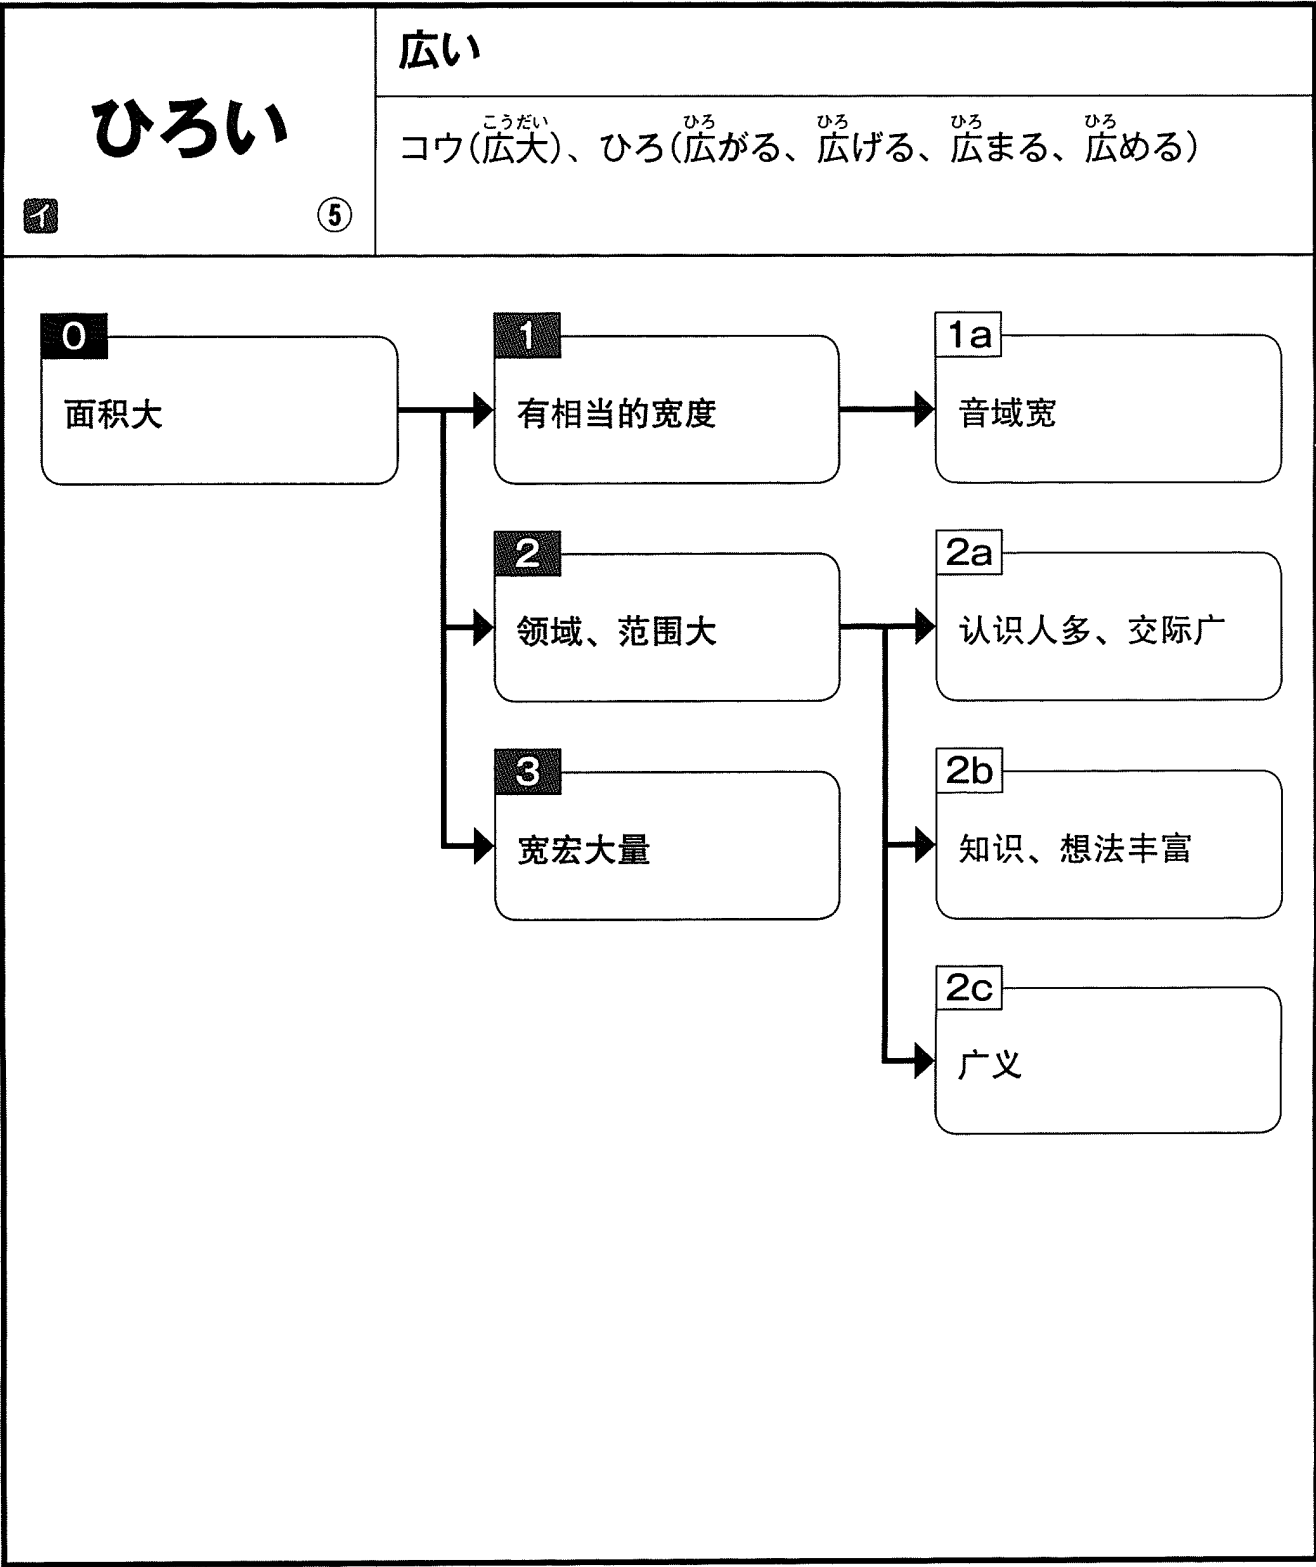 ひろい
イ
⑤
広い
コウ(広大)、ひろ(広がる、広げる、広まる、広める)
こうだい ひろ ひろ ひろ ひろ
0
面积大
1
有相当的宽度
1a
音域宽
2
领域、范围大
2a
认识人多、交际广
3
宽宏大量
2b
知识、想法丰富
2c
广义